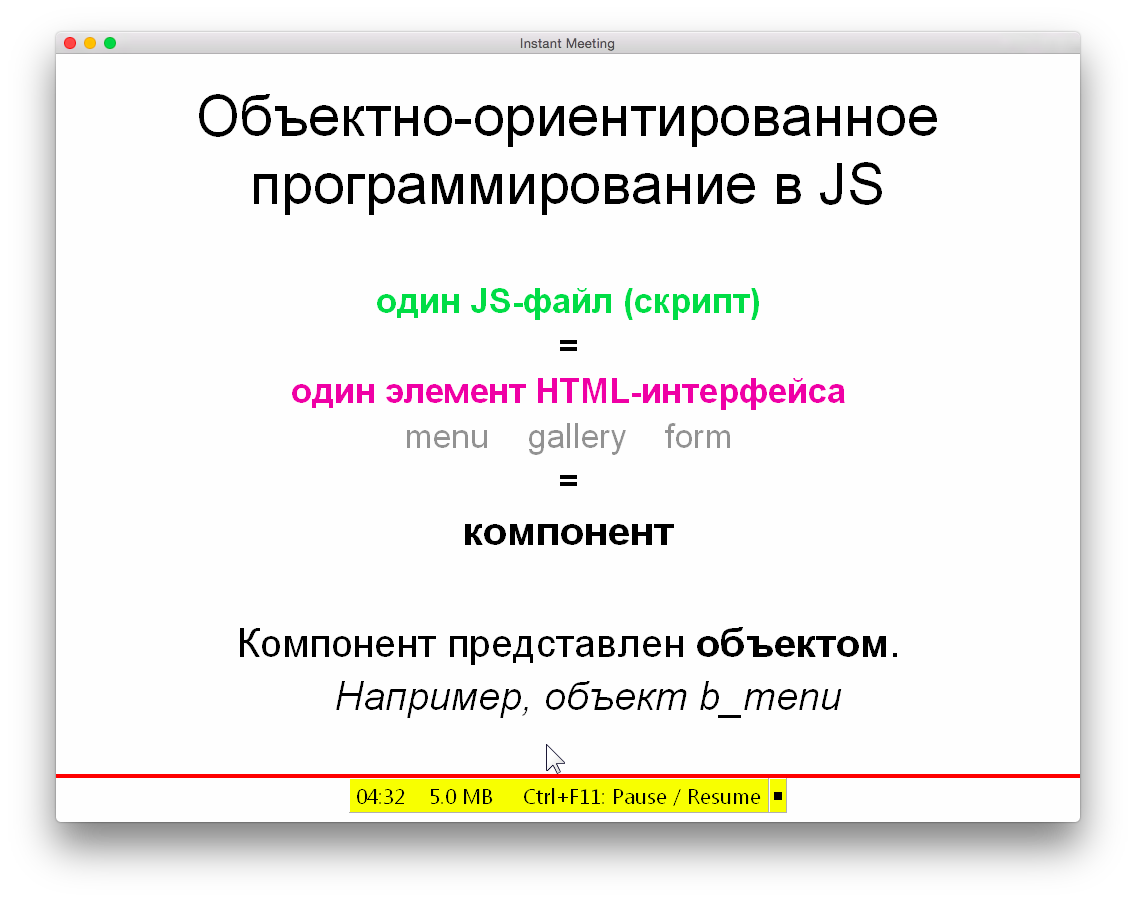 Instant Meeting
Объектно-ориентированное
программирование в JS
один JS-файл (скрипт)
=
один элемент HTML-интерфейса
menu gallery form
=
компонент
Компонент представлен объектом.
Например, объект b_menu
04:32 5.0 MB Ctrl+F11: Pause / Resume